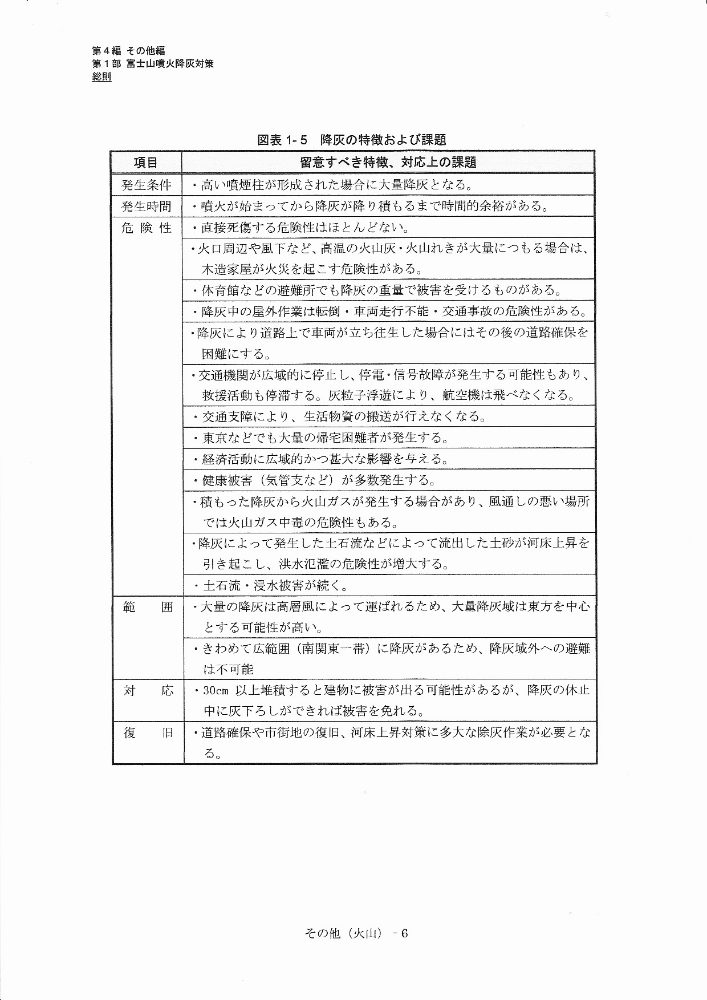 第４編 その他編
第１部 富士山噴火降灰対策
総則
図表 1-５　降灰の特徴および課題
項目　留意すべき特徴、対応上の課題
発生条件　・高い噴煙柱が形成された場合に大量降灰となる。
発生時間　・噴火が始まってから降灰が降り積もるまで時間的余裕がある。
危 険 性　・直接死傷する危険性はほとんどない。
・火口周辺や風下など、高温の火山灰・火山れきが大量につもる場合は、
木造家屋が火災を起こす危険性がある。
・体育館などの避難所でも降灰の重量で被害を受けるものがある。
・降灰中の屋外作業は転倒・車両走行不能・交通事故の危険性がある。
・降灰により道路上で車両が立ち往生した場合にはその後の道路確保を
困難にする。
・交通機関が広域的に停止し、停電・信号故障が発生する可能性もあり、
救援活動も停滞する。灰粒子浮遊により、航空機は飛べなくなる。
・交通支障により、生活物資の搬送が行えなくなる。
・東京などでも大量の帰宅困難者が発生する。
・経済活動に広域的かつ甚大な影響を与える。
・健康被害（気管支など）が多数発生する。
・積もった降灰から火山ガスが発生する場合があり、風通しの悪い場所
では火山ガス中毒の危険性もある。
・降灰によって発生した土石流などによって流出した土砂が河床上昇を
引き起こし、洪水氾濫の危険性が増大する。
・土石流・浸水被害が続く。
範　　囲　・大量の降灰は高層風によって運ばれるため、大量降灰域は東方を中心
とする可能性が高い。
・きわめて広範囲（南関東一帯）に降灰があるため、降灰域外への避難
は不可能
対　　応　・30cm 以上堆積すると建物に被害が出る可能性があるが、降灰の休止
中に灰下ろしができれば被害を免れる。
復　　旧　・道路確保や市街地の復旧、河床上昇対策に多大な除灰作業が必要とな
る。
その他（火山） - 6